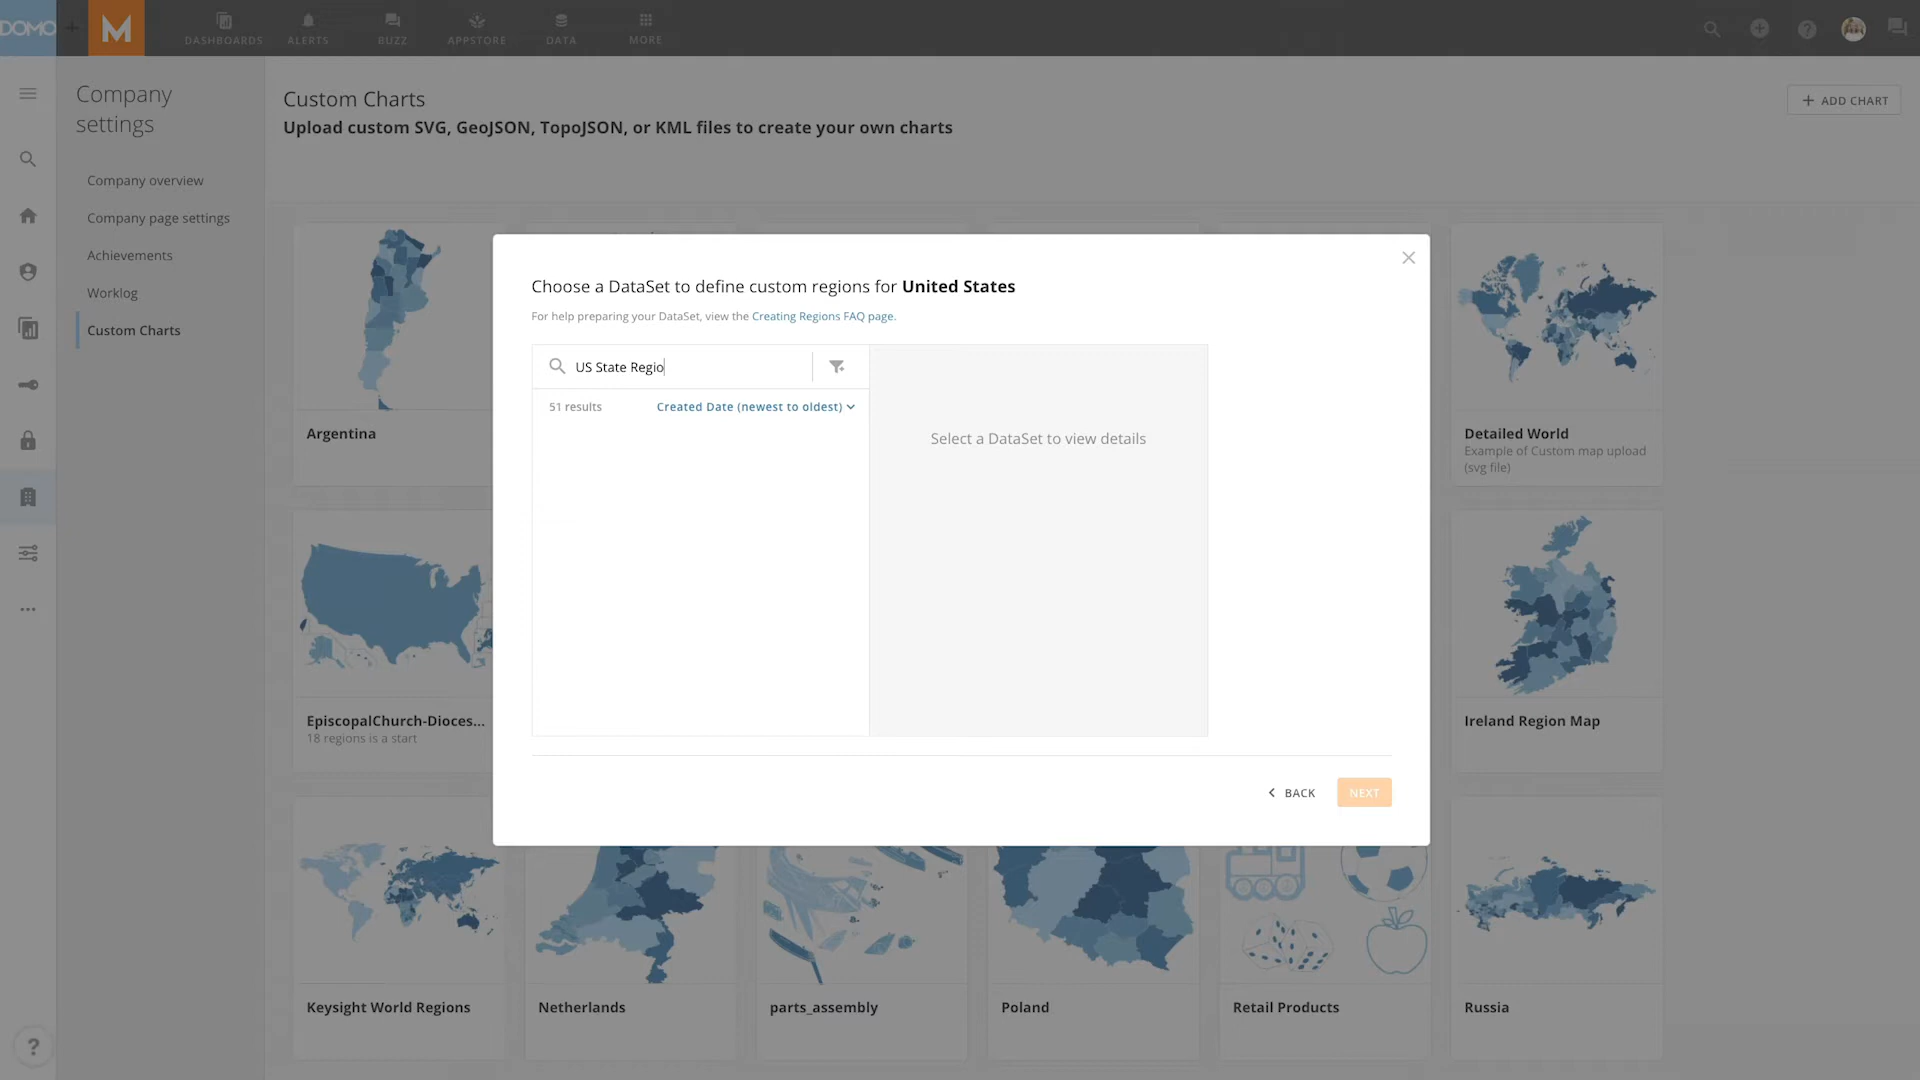 DOMO
M
DASHBOARDS
ALERTS
BUZZ
APPSTORE
DATA
MORE
Company
settings
Company overview
Company page settings
Achievements
Worklog
Custom Charts
Custom Charts
Upload custom SVG, GeoJSON, TopoJSON, or KML files to create your own charts
ADD CHART
Choose a DataSet to define custom regions for United States
For help preparing your DataSet, view the Creating Regions FAQ page.
US State Regio
51 results
Created Date (newest to oldest)
Select a DataSet to view details
BACK
NEXT
Argentina
Detailed World
Example of Custom map upload
(svg file)
EpiscopalChurch-Dioces...
18 regions is a start
Ireland Region Map
Keysight World Regions
Netherlands
parts_assembly
Poland
Retail Products
Russia